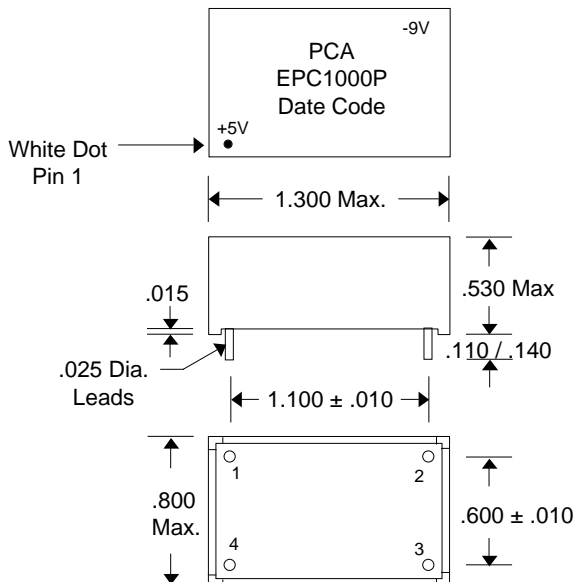 -9V
PCA
EPC1000P
Date Code
+5V
White Dot
Pin 1
1.300 Max.
.015
.530 Max
.110 / .140
.025 Dia.
Leads
1.100 ± .010
1
2
.800
Max.
.600 ± .010
4
3